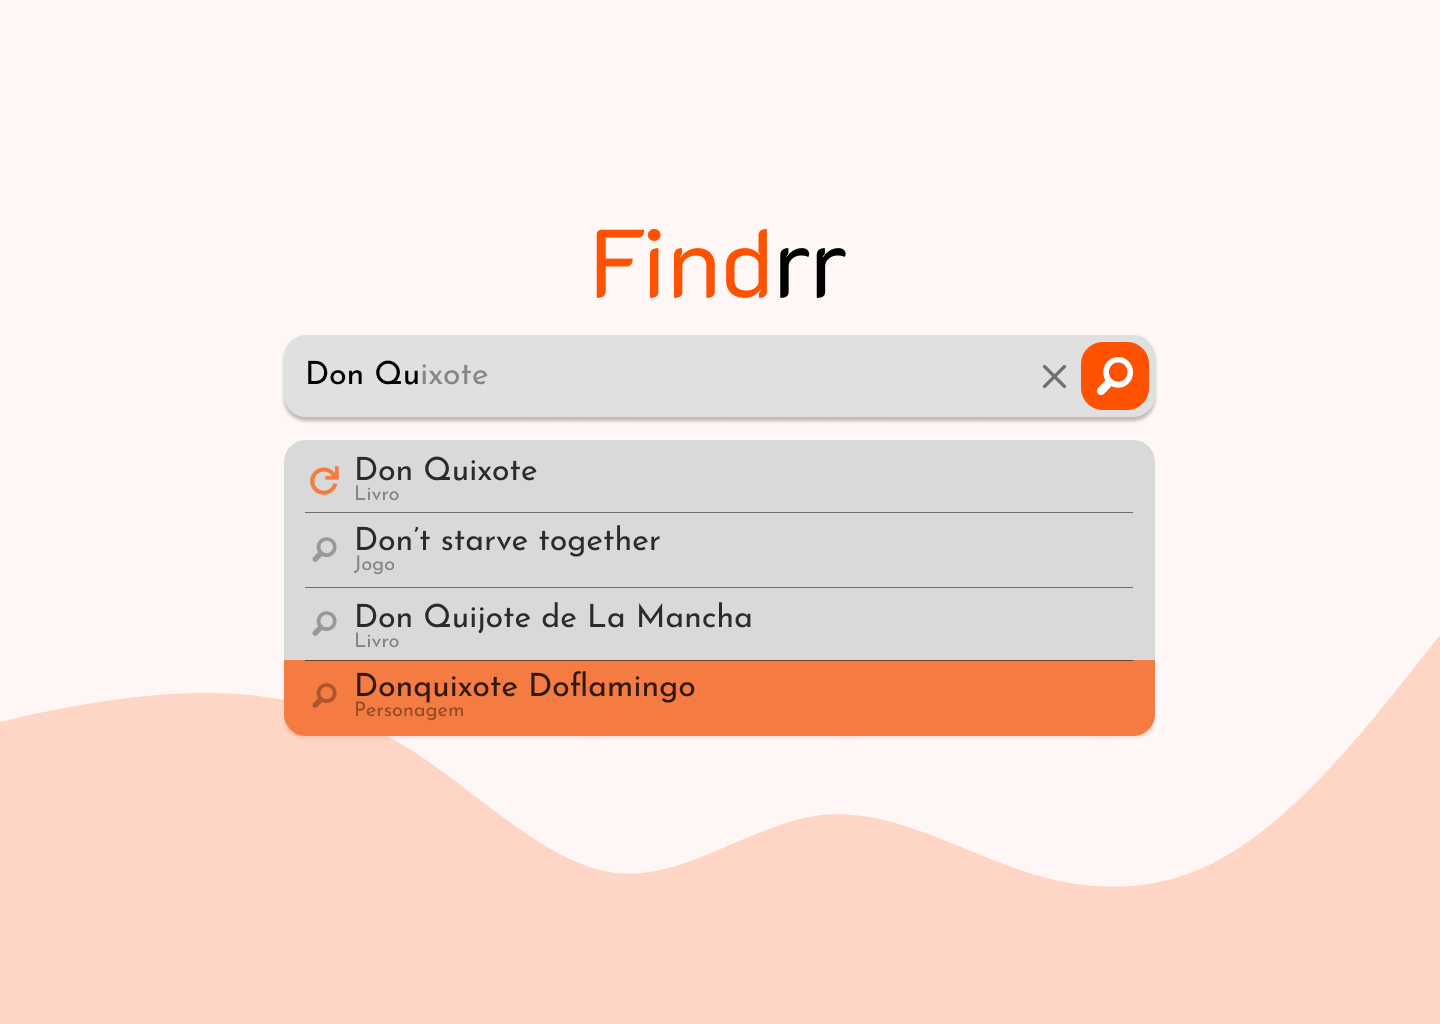 Findrr
Don Quixote
Don Quixote
Livro
Don't starve together
Jogo
Don Quijote de La Mancha
Livro
Donquixote Doflamingo
Personagem